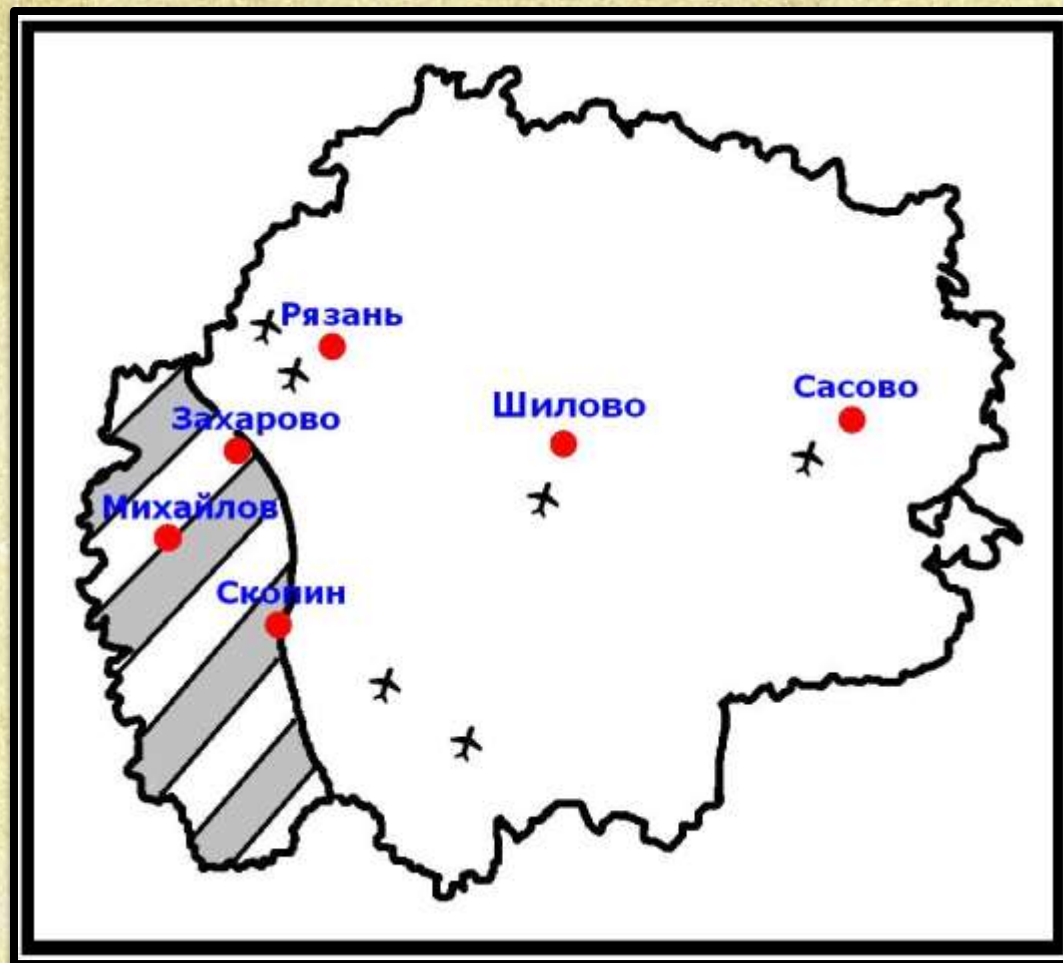 Рязань
Шилово
Сасово
Захарово
Михайлов
Скопин